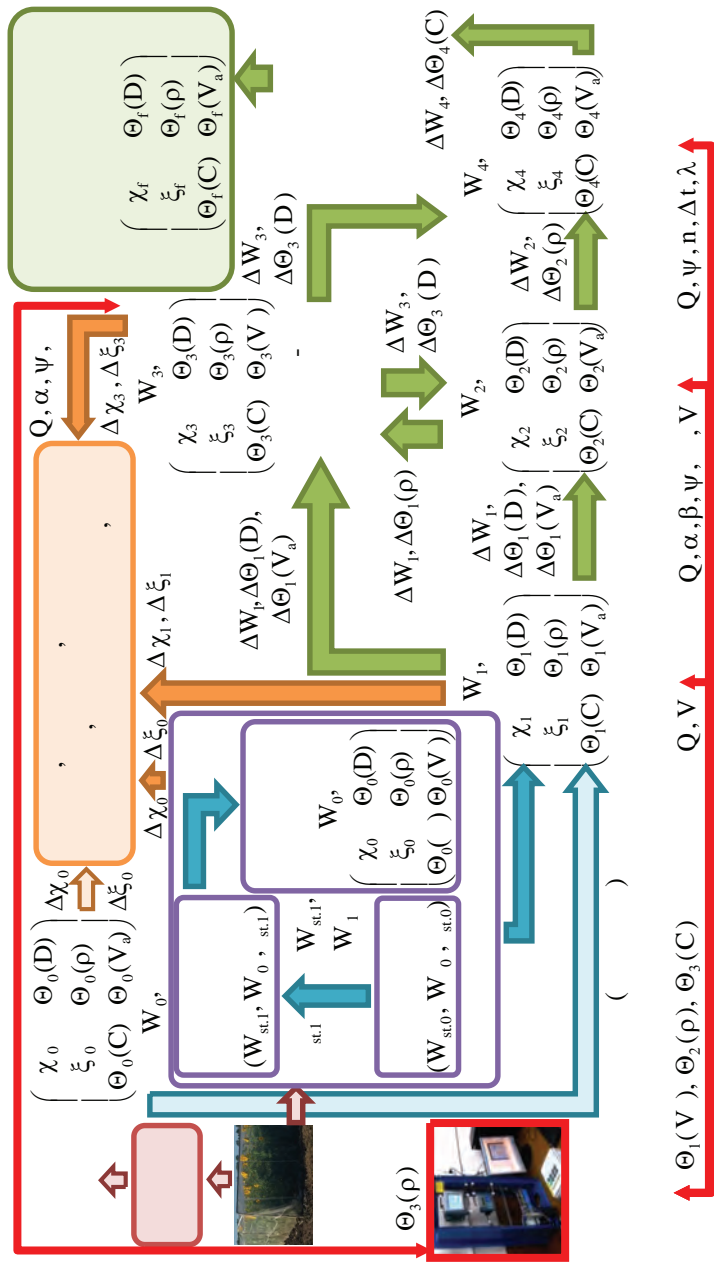 χ0 Θ0(D)
ξ0 Θ0(ρ)
Θ0(C) Θ0(Va)
W0,
Δχ0
Δξ0
, , , ,
Q, α, ψ,
Δχ3, Δξ3
χf Θf(D)
ξf Θf(ρ)
Θf(C) Θf(Va)
Δχ0 Δξ0
Δχ1, Δξ1
(Wst.1, W0, st.1)
st.1
Wst.1,
W1
(Wst.0, W0, st.0)
W0,
χ0 Θ0(D)
ξ0 Θ0(ρ)
Θ0( ) Θ0(V)
ΔW1, ΔΘ1(D),
ΔΘ1(Va)
W3,
χ3 Θ3(D)
ξ3 Θ3(ρ)
Θ3(C) Θ3(V )
-
ΔW3,
ΔΘ3(D)
ΔW1, ΔΘ1(ρ)
ΔW3,
ΔΘ3(D)
ΔW4, ΔΘ4(C)
Θ3(ρ)
( )
W1,
χ1 Θ1(D)
ξ1 Θ1(ρ)
Θ1(C) Θ1(Va)
ΔW1,
ΔΘ1(D),
ΔΘ1(Va)
W2,
χ2 Θ2(D)
ξ2 Θ2(ρ)
Θ2(C) Θ2(Va)
ΔW2,
ΔΘ2(ρ)
W4,
χ4 Θ4(D)
ξ4 Θ4(ρ)
Θ4(C) Θ4(Va)
Θ1(V ), Θ2(ρ), Θ3(C)
Q, V
Q, α, β, ψ, , V
Q, ψ, n, Δt, λ